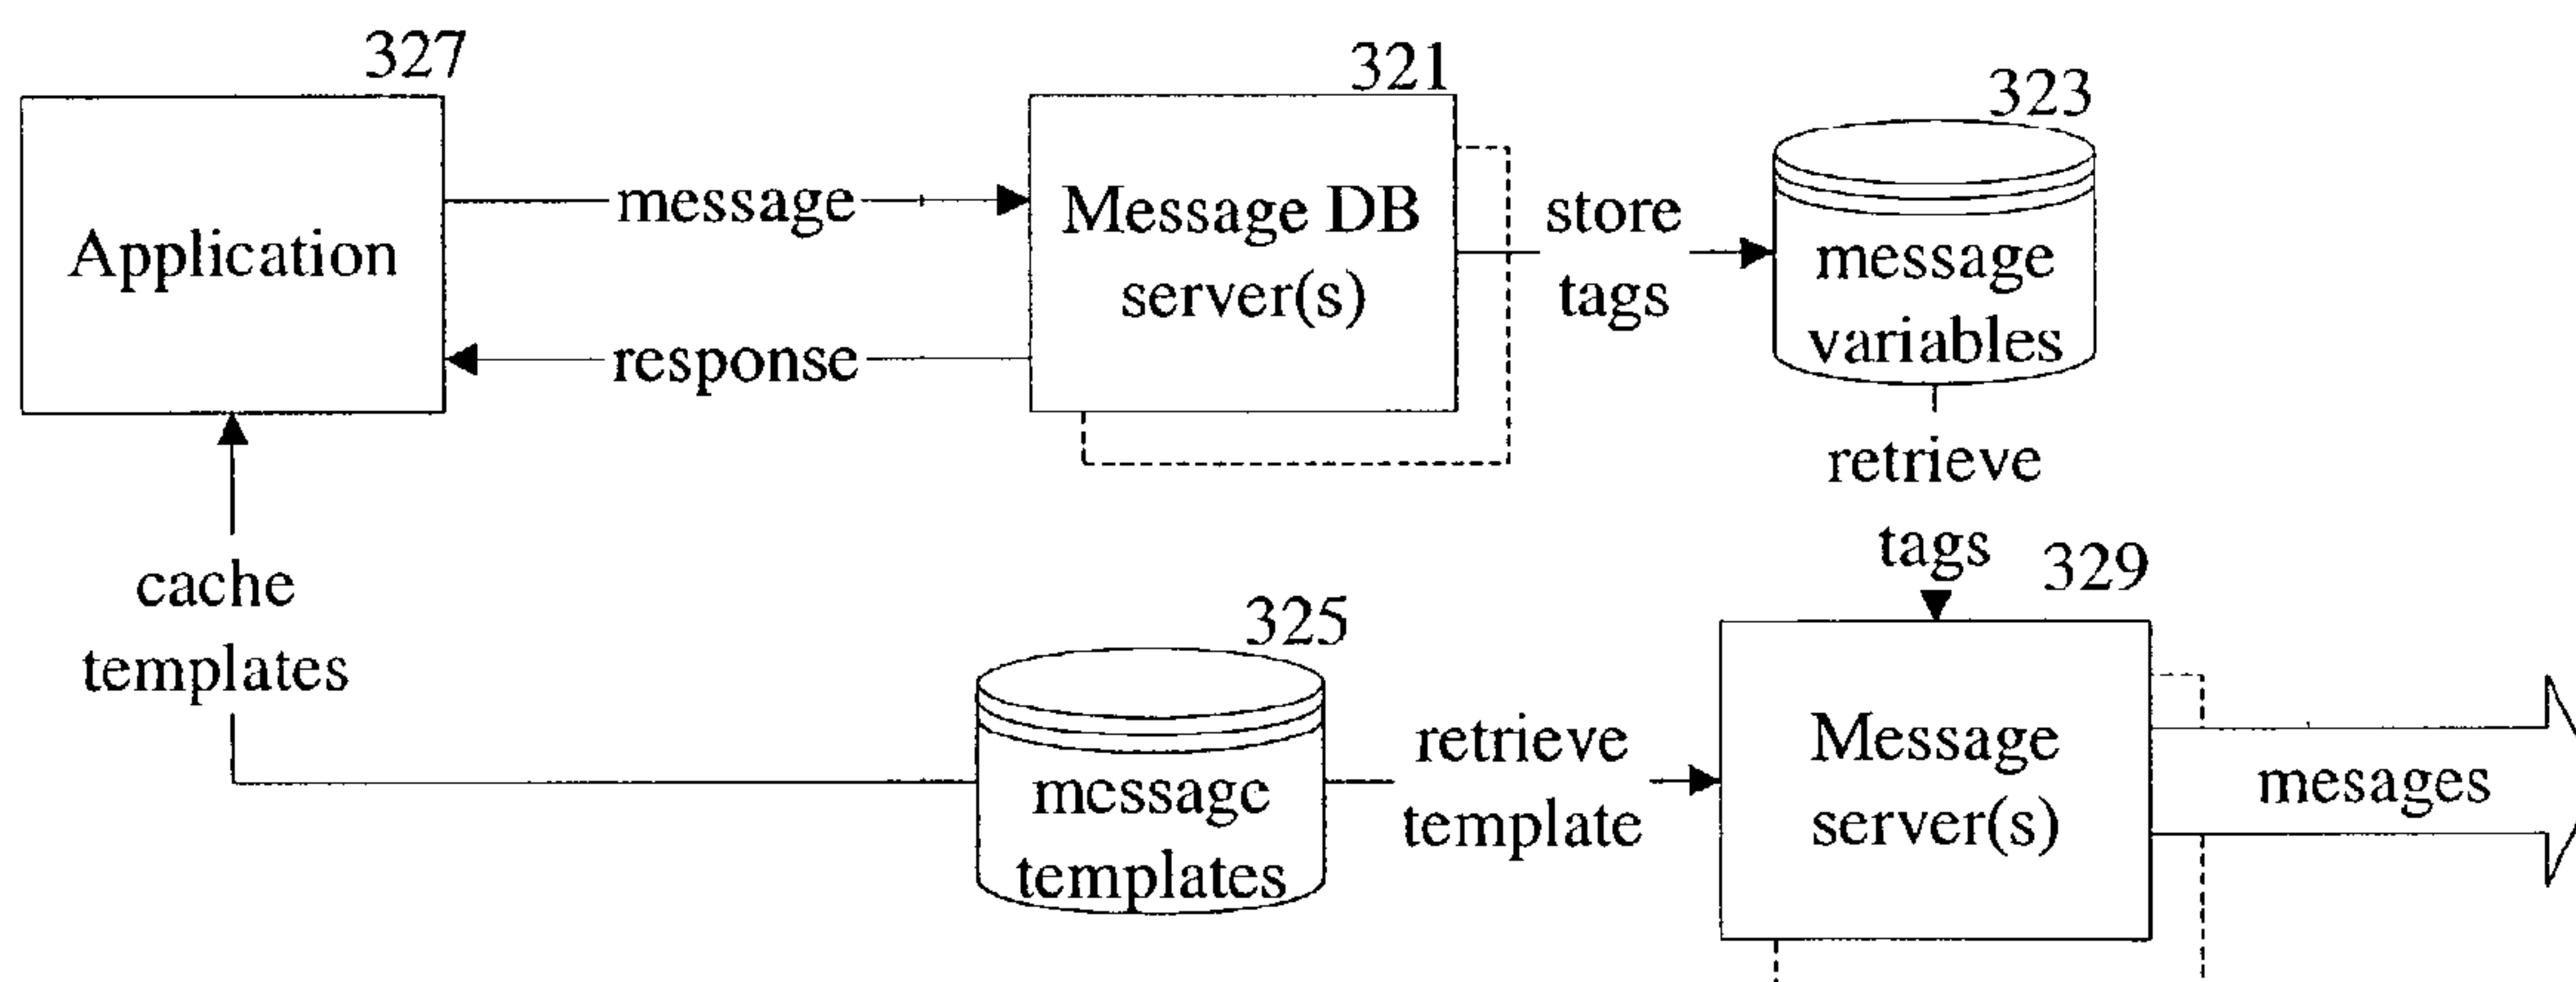 327
321
323
Application
message
response
Message DB
server(s)
store
tags
message
variables
retrieve
tags
329
cache
templates
325
message
templates
retrieve
template
Message
server(s)
mesages